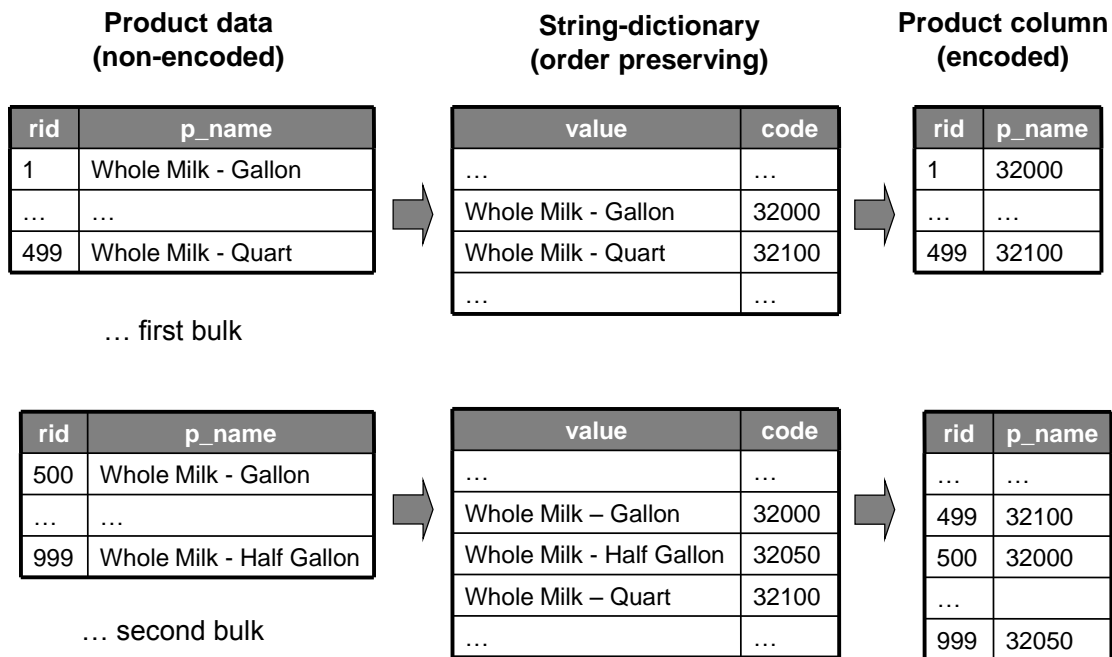 Product data
(non-encoded)
String-dictionary
(order preserving)
Product column
(encoded)
rid p_name
1 Whole Milk - Gallon
… …
499 Whole Milk - Quart
value code
… …
Whole Milk - Gallon 32000
Whole Milk - Quart 32100
… …
rid p_name
1 32000
… …
499 32100
… first bulk
rid p_name
500 Whole Milk - Gallon
… …
999 Whole Milk - Half Gallon
value code
… …
Whole Milk – Gallon 32000
Whole Milk - Half Gallon 32050
Whole Milk – Quart 32100
… …
rid p_name
… …
499 32100
500 32000
…
999 32050
… second bulk